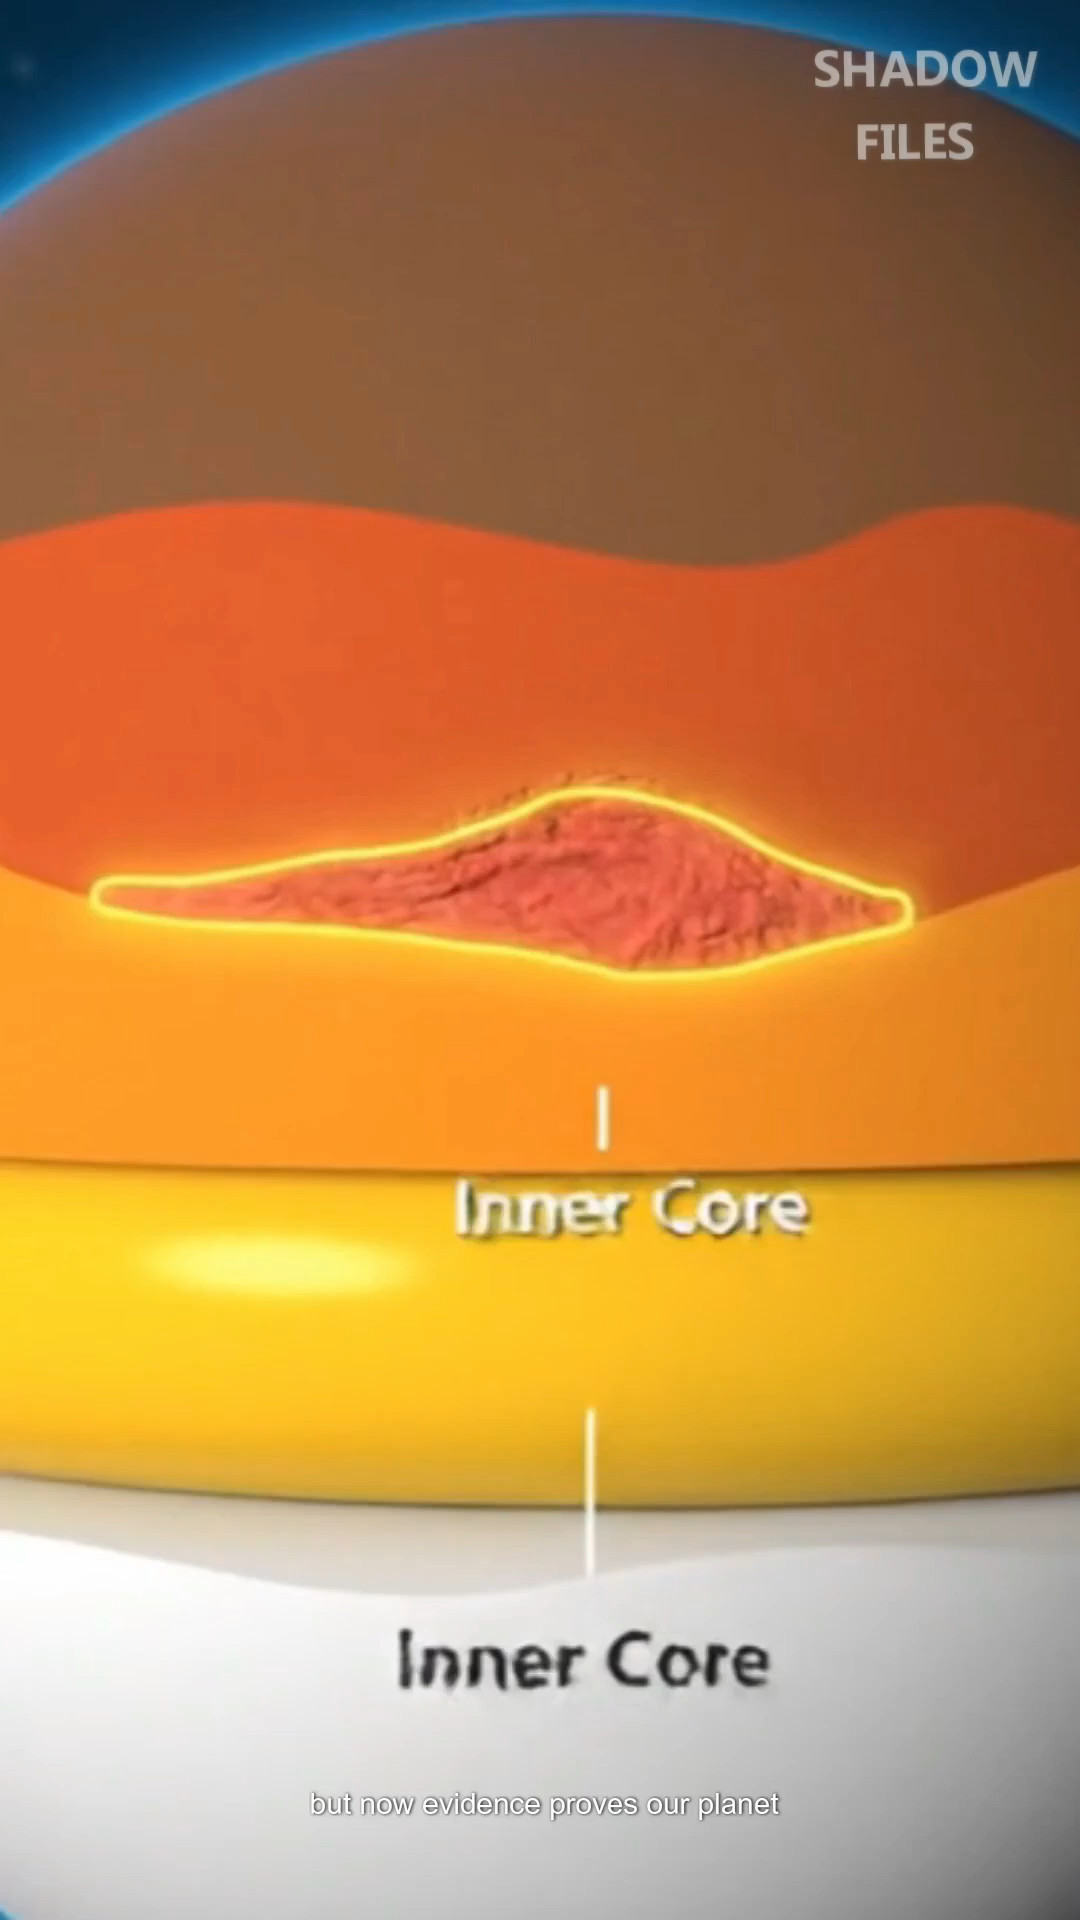 SHADOW
FILES
Inner Core
Inner Core
but now evidence proves our planet